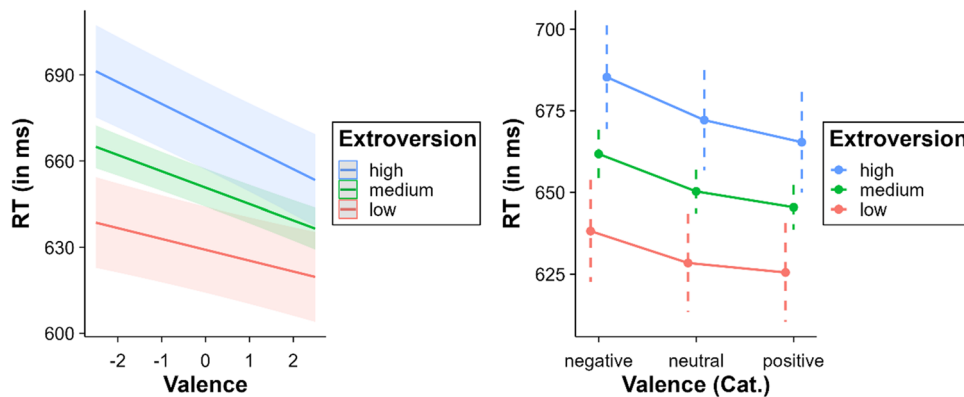 RT (in ms)
690
660
630
600
-2 -1 0 1 2
Valence
Extroversion
high
medium
low
RT (in ms)
700
675
650
625
negative neutral positive
Valence (Cat.)
Extroversion
high
medium
low